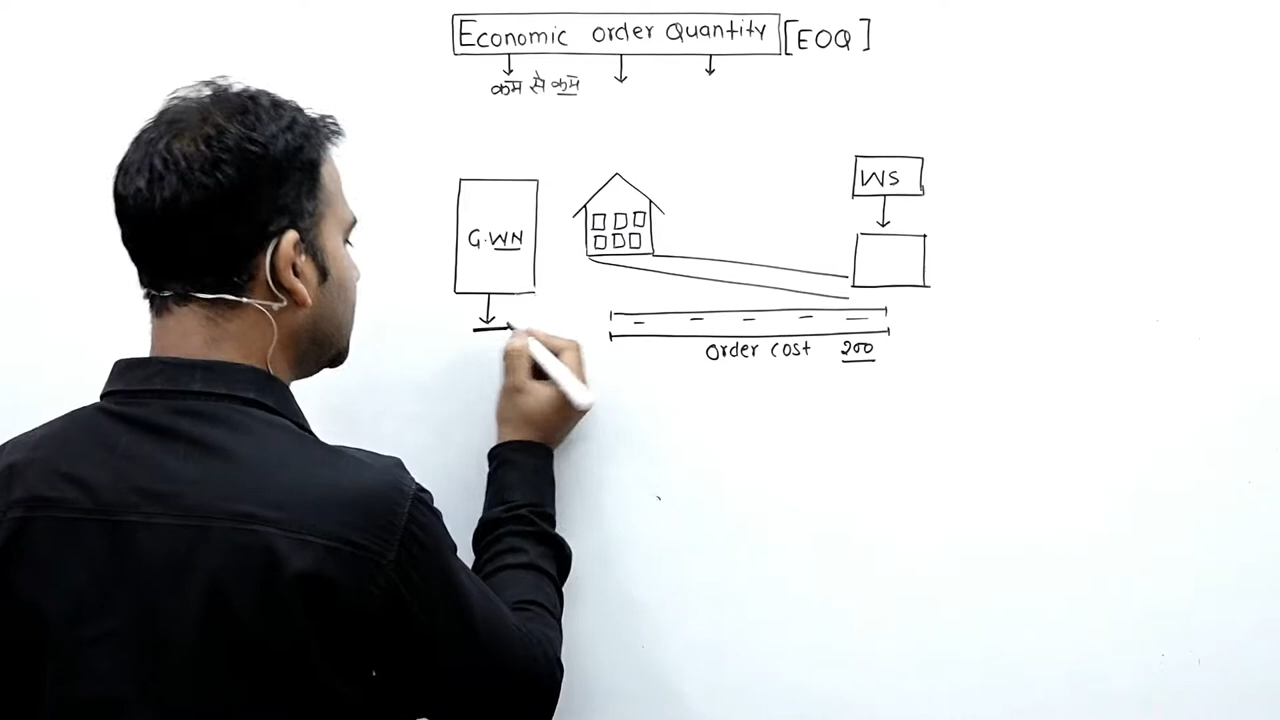 Economic order Quantity [EOQ]
कम से कम
WS
G.WN
order cost 200